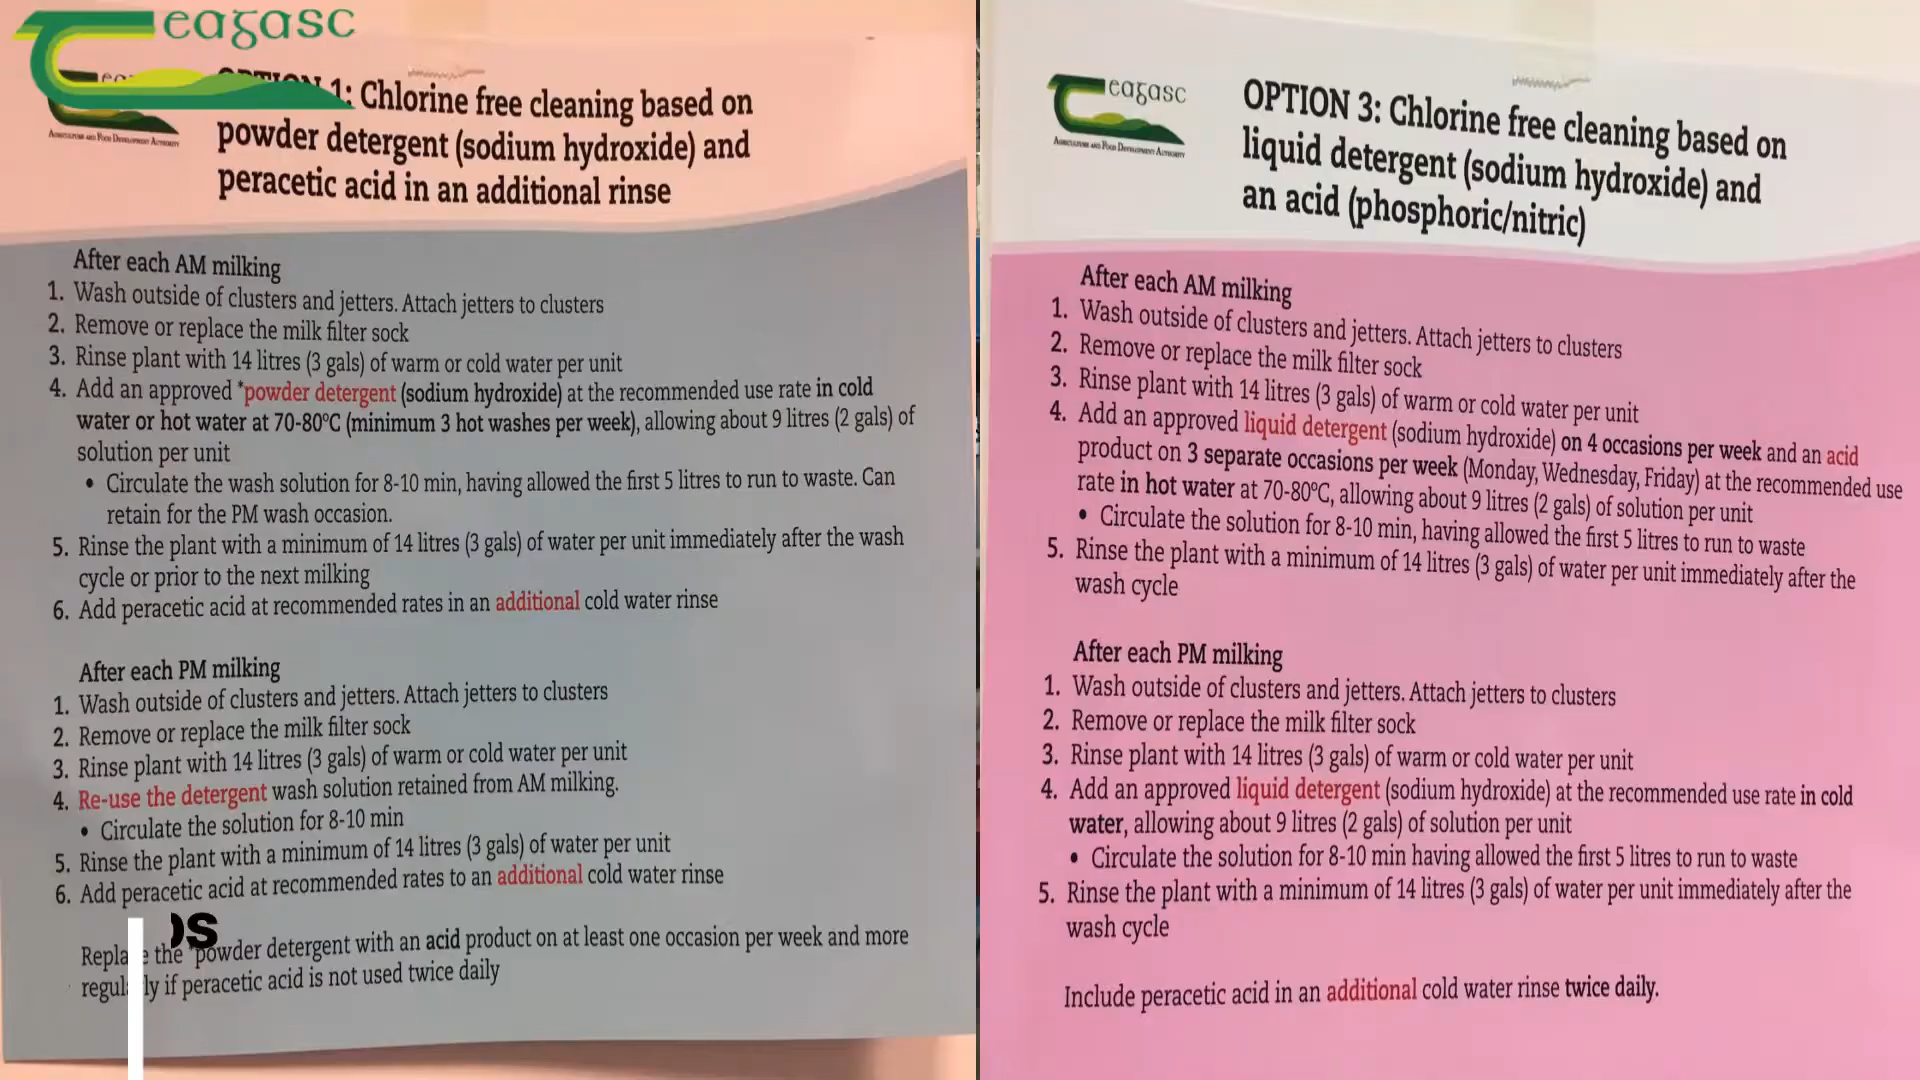 eagasc
OPTION 1: Chlorine free cleaning based on
powder detergent (sodium hydroxide) and
peracetic acid in an additional rinse
AGRICULTURE AND FOOD DEVELOPMENT AUTHORITY
After each AM milking
1. Wash outside of clusters and jetters. Attach jetters to clusters
2. Remove or replace the milk filter sock
3. Rinse plant with 14 litres (3 gals) of warm or cold water per unit
4. Add an approved *powder detergent (sodium hydroxide) at the recommended use rate in cold
water or hot water at 70-80°C (minimum 3 hot washes per week), allowing about 9 litres (2 gals) of
solution per unit
• Circulate the wash solution for 8-10 min, having allowed the first 5 litres to run to waste. Can
retain for the PM wash occasion.
5. Rinse the plant with a minimum of 14 litres (3 gals) of water per unit immediately after the wash
cycle or prior to the next milking
6. Add peracetic acid at recommended rates in an additional cold water rinse
After each PM milking
1. Wash outside of clusters and jetters. Attach jetters to clusters
2. Remove or replace the milk filter sock
3. Rinse plant with 14 litres (3 gals) of warm or cold water per unit
4. Re-use the detergent wash solution retained from AM milking.
• Circulate the solution for 8-10 min
5. Rinse the plant with a minimum of 14 litres (3 gals) of water per unit
6. Add peracetic acid at recommended rates to an additional cold water rinse
Replace the *powder detergent with an acid product on at least one occasion per week and more
regularly if peracetic acid is not used twice daily
eagasc
AGRICULTURE AND FOOD DEVELOPMENT AUTHORITY
OPTION 3: Chlorine free cleaning based on
liquid detergent (sodium hydroxide) and
an acid (phosphoric/nitric)
After each AM milking
1. Wash outside of clusters and jetters. Attach jetters to clusters
2. Remove or replace the milk filter sock
3. Rinse plant with 14 litres (3 gals) of warm or cold water per unit
4. Add an approved liquid detergent (sodium hydroxide) on 4 occasions per week and an acid
product on 3 separate occasions per week (Monday, Wednesday, Friday) at the recommended use
rate in hot water at 70-80°C, allowing about 9 litres (2 gals) of solution per unit
• Circulate the solution for 8-10 min, having allowed the first 5 litres to run to waste
5. Rinse the plant with a minimum of 14 litres (3 gals) of water per unit immediately after the
wash cycle
After each PM milking
1. Wash outside of clusters and jetters. Attach jetters to clusters
2. Remove or replace the milk filter sock
3. Rinse plant with 14 litres (3 gals) of warm or cold water per unit
4. Add an approved liquid detergent (sodium hydroxide) at the recommended use rate in cold
water, allowing about 9 litres (2 gals) of solution per unit
• Circulate the solution for 8-10 min having allowed the first 5 litres to run to waste
5. Rinse the plant with a minimum of 14 litres (3 gals) of water per unit immediately after the
wash cycle
Include peracetic acid in an additional cold water rinse twice daily.